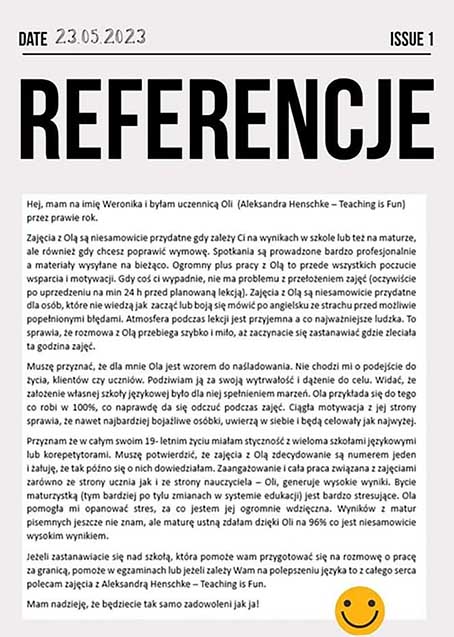 DATE 23.05.2023
ISSUE 1
REFERENCJE
Hej, mam na imię Weronika i byłam uczennicą Oli (Aleksandra Henschke – Teaching is Fun)
przez prawie rok.
Zajęcia z Olą są niesamowicie przydatne gdy zależy Ci na wynikach w szkole lub też na maturze,
ale również gdy chcesz poprawić wymowę. Spotkania są prowadzone bardzo profesjonalnie
a materiały wysyłane na bieżąco. Ogromny plus pracy z Olą to przede wszystkich poczucie
wsparcia i motywacji. Gdy coś ci wypadnie, nie ma problemu z przełożeniem zajęć (oczywiście
po uprzedzeniu na min 24 h przed planowaną lekcją). Zajęcia z Olą są niesamowicie przydatne
dla osób, które nie wiedzą jak zacząć lub boją się mówić po angielsku ze strachu przed możliwie
popełnionymi błędami. Atmosfera podczas lekcji jest przyjemna a co najważniejsze ludzka. To
sprawia, że rozmowa z Olą przebiega szybko i miło, aż zaczynacie się zastanawiać gdzie zleciała
ta godzina zajęć.
Muszę przyznać, że dla mnie Ola jest wzorem do naśladowania. Nie chodzi mi o podejście do
życia, klientów czy uczniów. Podziwiam ją za swoją wytrwałość i dążenie do celu. Widać, że
założenie własnej szkoły językowej było dla niej spełnieniem marzeń. Ola przykłada się do tego
co robi w 100%, co naprawdę da się odczuć podczas zajęć. Ciągła motywacja z jej strony
sprawia, że nawet najbardziej bojaźliwe osóbki, uwierzą w siebie i będą celowały jak najwyżej.
Przyznam że w całym swoim 19- letnim życiu miałam styczność z wieloma szkołami językowymi
lub korepetytorami. Muszę potwierdzić, że zajęcia z Olą zdecydowanie są numerem jeden
i żałuję, że tak późno się o nich dowiedziałam. Zaangażowanie i cała praca związana z zajęciami
zarówno ze strony ucznia jak i ze strony nauczyciela – Oli, generuje wysokie wyniki. Bycie
maturzystką (tym bardziej po tylu zmianach w systemie edukacji) jest bardzo stresujące. Ola
pomogła mi opanować stres, za co jestem jej ogromnie wdzięczna. Wyników z matur
pisemnych jeszcze nie znam, ale maturę ustną zdałam dzięki Oli na 96% co jest niesamowicie
wysokim wynikiem.
Jeżeli zastanawiacie się nad szkołą, która pomoże wam przygotować się na rozmowę o pracę
za granicą, pomoże w egzaminach lub jeżeli zależy Wam na polepszeniu języka to z całego serca
polecam zajęcia z Aleksandrą Henschke – Teaching is Fun.
Mam nadzieję, że będziecie tak samo zadowoleni jak ja!